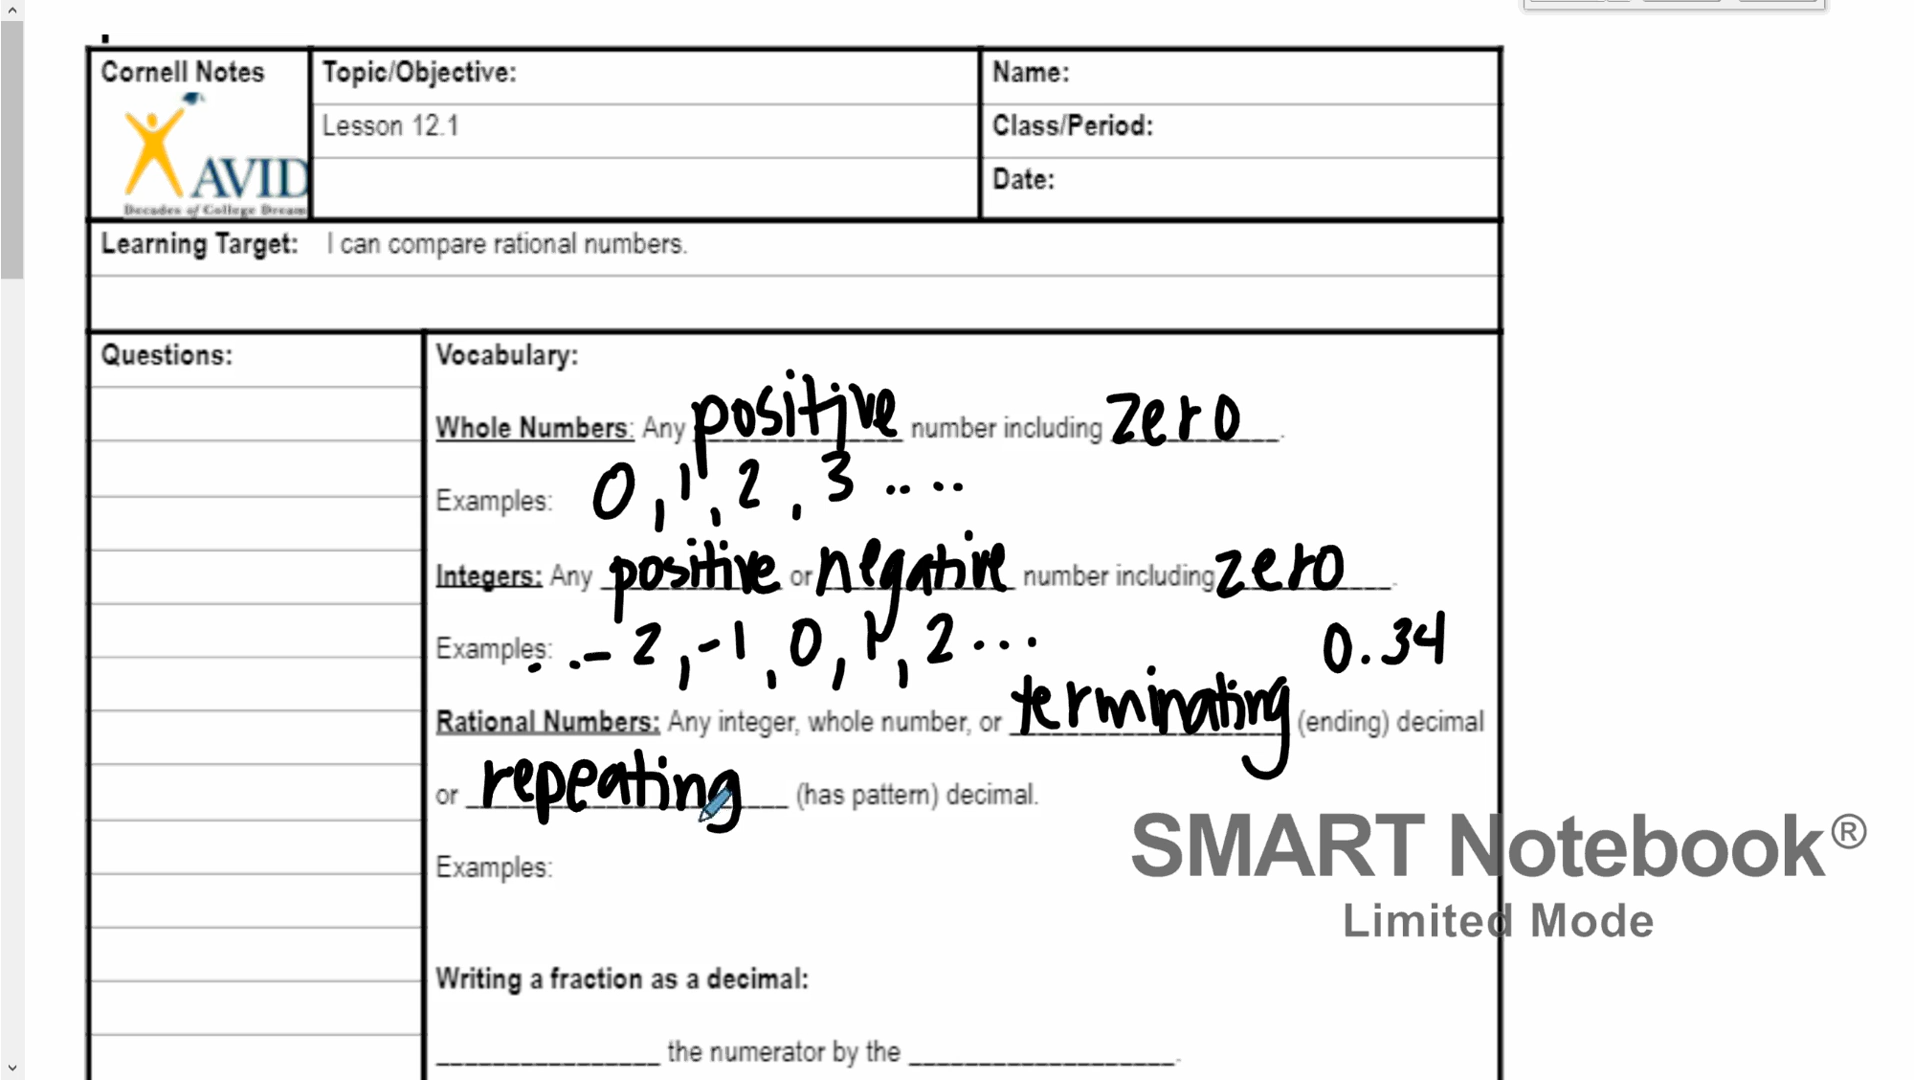 Cornell Notes
Topic/Objective:
Name:
Lesson 12.1
Class/Period:
AVID
Decades of College Dream
Date:
Learning Target: I can compare rational numbers.
Questions:
Vocabulary:
Whole Numbers: Any positive number including zero.
Examples: 0, 1, 2, 3 ....
Integers: Any positive or negative number including zero.
Examples: ..-2, -1, 0, 1, 2...
0.34
Rational Numbers: Any integer, whole number, or terminating (ending) decimal
or repeating (has pattern) decimal.
Examples:
SMART Notebook®
Limited Mode
Writing a fraction as a decimal:
________________ the numerator by the ___________________.